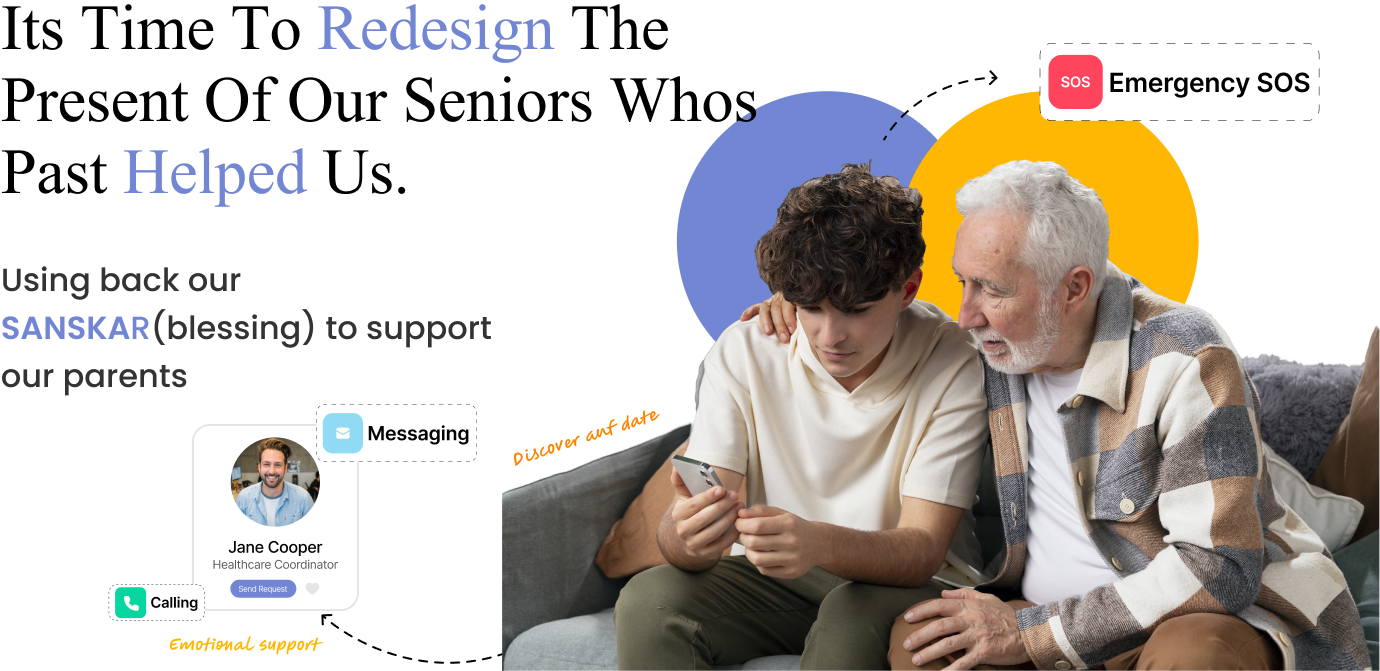 Its Time To Redesign The
Present Of Our Seniors Whos
Past Helped Us.
Using back our
SANSKAR(blessing) to support
our parents
SOS Emergency SOS
Messaging
Discover auf date
Jane Cooper
Healthcare Coordinator
Send Request
Calling
Emotional support